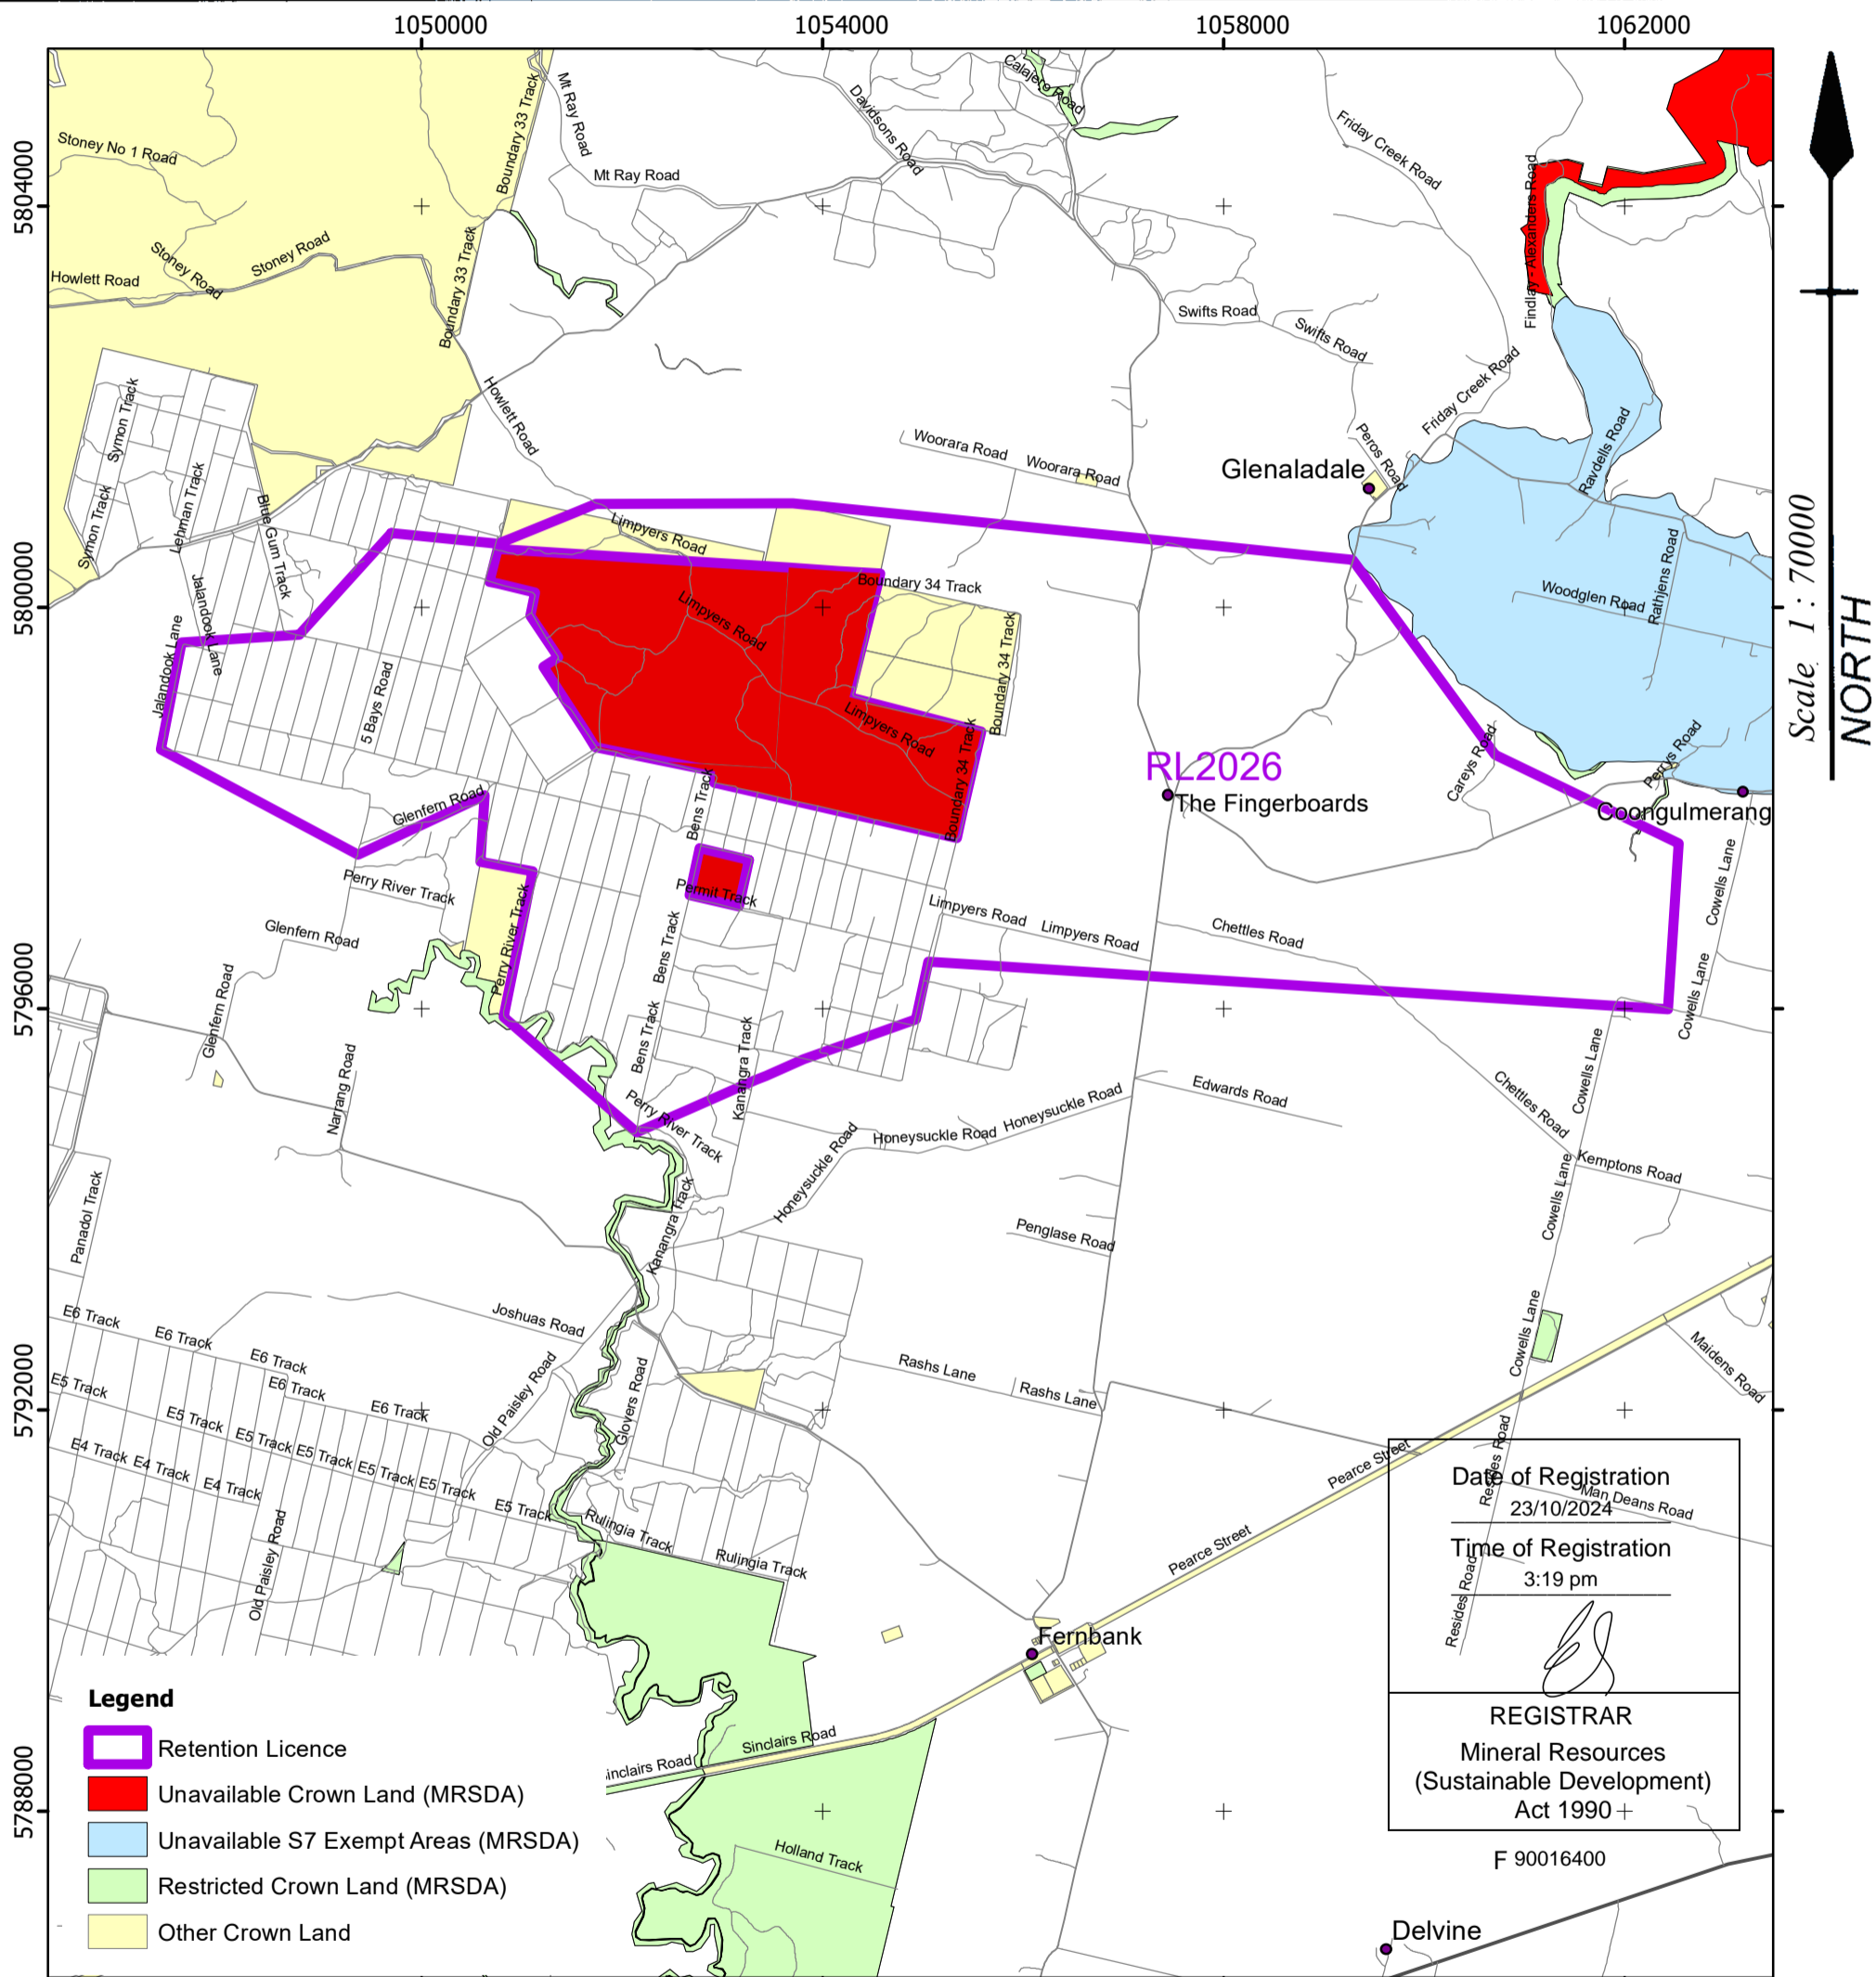 1050000 1054000 1058000 1062000
5804000
5800000
5796000
5792000
5788000
Calajero Road
Davidsons Road
Mt Ray Road
Boundary 33 Track
Stoney No 1 Road
Mt Ray Road
Friday Creek Road
Findlay - Alexanders Road
Stoney Road
Stoney Road
Howlett Road
Boundary 33 Track
Swifts Road
Swifts Road
Friday Creek Road
Howlett Road
Symon Track
Symon Track
Lehman Track
Blue Gum Track
Woorara Road
Woorara Road
Glenaladale
Peros Road
Ravdells Road
Limpyers Road
Boundary 34 Track
Limpyers Road
Limpyers Road
Boundary 34 Track
Boundary 34 Track
Woodglen Road
Rathjens Road
Jalandook Lane
Jalandook Lane
5 Bays Road
RL2026
The Fingerboards
Careys Road
Perrys Road
Coongulmerang
Glenfern Road
Bens Track
Permit Track
Perry River Track
Perry River Track
Glenfern Road
Glenfern Road
Bens Track
Bens Track
Limpyers Road
Limpyers Road
Chettles Road
Cowells Lane
Cowells Lane
Cowells Lane
Narrang Road
Kanangra Track
Perry River Track
Honeysuckle Road
Honeysuckle Road
Honeysuckle Road
Edwards Road
Chettles Road
Kemptons Road
Cowells Lane
Panadol Track
Kanangra Track
Penglase Road
Joshuas Road
E6 Track
E6 Track
E6 Track
E6 Track
E6 Track
E5 Track
E5 Track
E5 Track
E5 Track
E5 Track
E5 Track
E5 Track
E4 Track
E4 Track
E4 Track
Old Paisley Road
Old Paisley Road
Glovers Road
Rashs Lane
Rashs Lane
Cowells Lane
Maidens Road
Pearce Street
Pearce Street
Resides Road
Resides Road
Man Deans Road
Rulingia Track
Rulingia Track
Fernbank
Sinclairs Road
inclairs Road
Holland Track
Delvine
Scale 1 : 70000
NORTH
Date of Registration
23/10/2024
Time of Registration
3:19 pm
REGISTRAR
Mineral Resources
(Sustainable Development)
Act 1990
F 90016400
Legend
Retention Licence
Unavailable Crown Land (MRSDA)
Unavailable S7 Exempt Areas (MRSDA)
Restricted Crown Land (MRSDA)
Other Crown Land